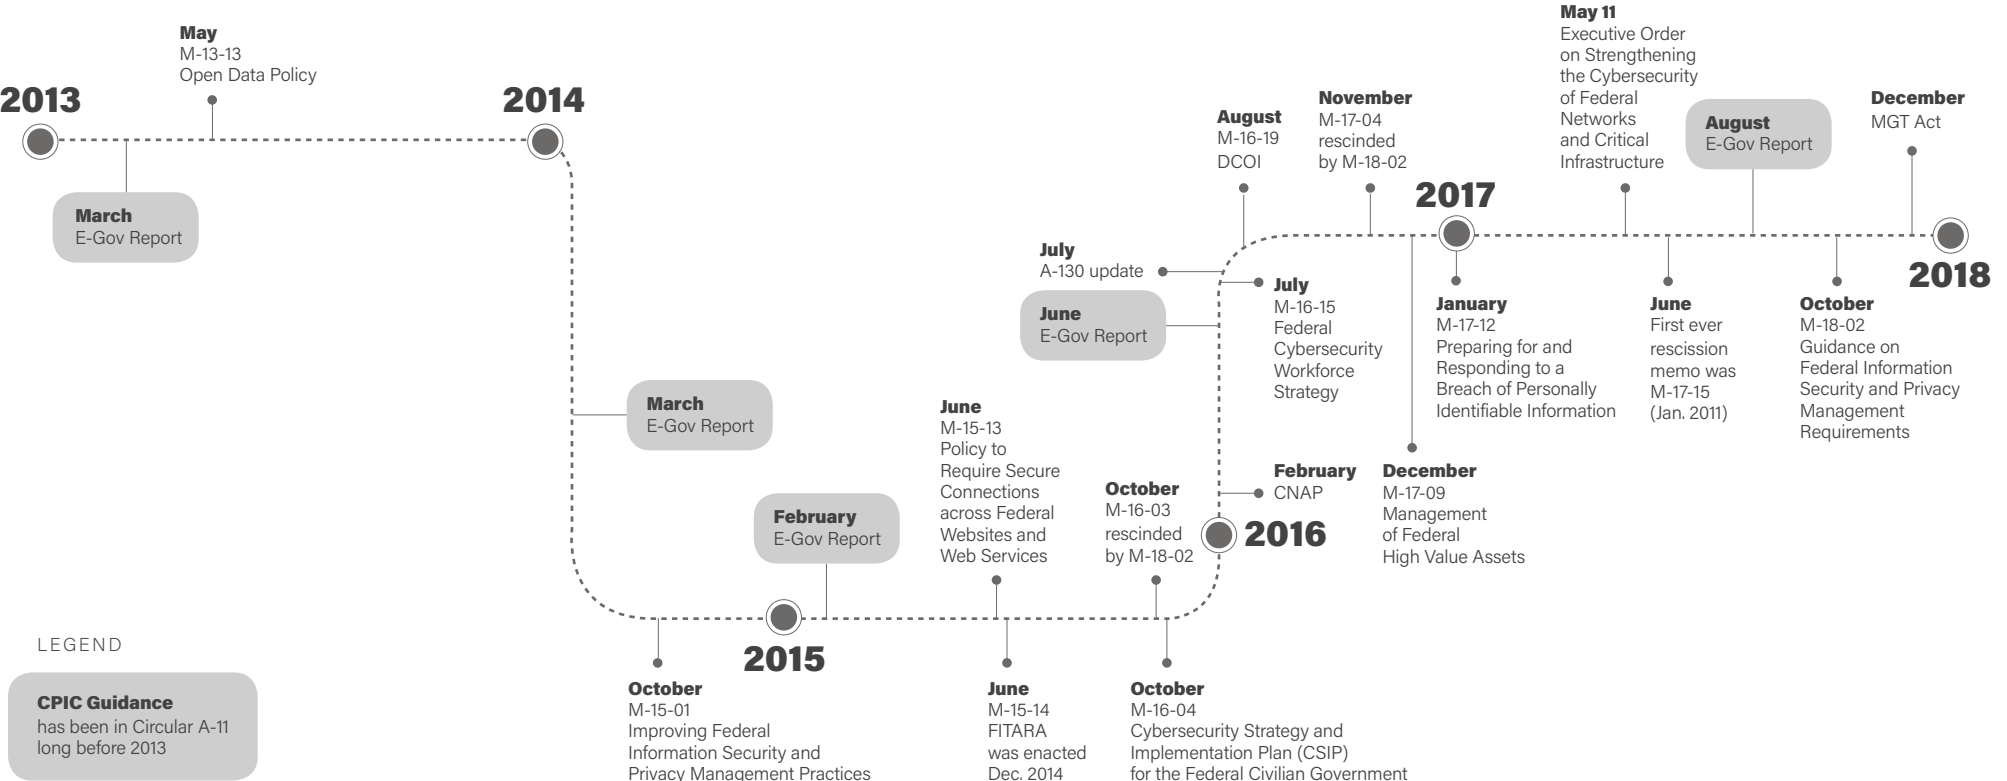 2013
May
M-13-13
Open Data Policy
March
E-Gov Report
2014
March
E-Gov Report
October
M-15-01
Improving Federal
Information Security and
Privacy Management Practices
2015
February
E-Gov Report
June
M-15-13
Policy to
Require Secure
Connections
across Federal
Websites and
Web Services
June
M-15-14
FITARA
was enacted
Dec. 2014
October
M-16-03
rescinded
by M-18-02
October
M-16-04
Cybersecurity Strategy and
Implementation Plan (CSIP)
for the Federal Civilian Government
2016
February
CNAP
June
E-Gov Report
July
A-130 update
July
M-16-15
Federal
Cybersecurity
Workforce
Strategy
August
M-16-19
DCOI
November
M-17-04
rescinded
by M-18-02
December
M-17-09
Management
of Federal
High Value Assets
2017
January
M-17-12
Preparing for and
Responding to a
Breach of Personally
Identifiable Information
May 11
Executive Order
on Strengthening
the Cybersecurity
of Federal
Networks
and Critical
Infrastructure
June
First ever
rescission
memo was
M-17-15
(Jan. 2011)
August
E-Gov Report
October
M-18-02
Guidance on
Federal Information
Security and Privacy
Management
Requirements
December
MGT Act
2018
LEGEND
CPIC Guidance
has been in Circular A-11
long before 2013